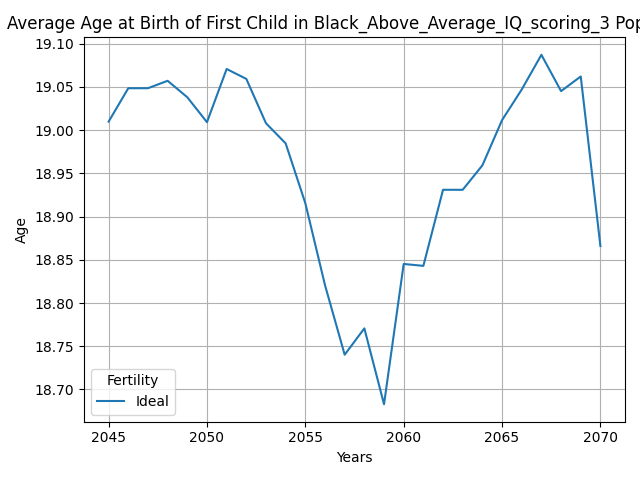 Average Age at Birth of First Child in Black_Above_Average_IQ_scoring_3 Pop
19.10
19.05
19.00
18.95
18.90
18.85
18.80
18.75
18.70
Age
Fertility
Ideal
2045 2050 2055 2060 2065 2070
Years